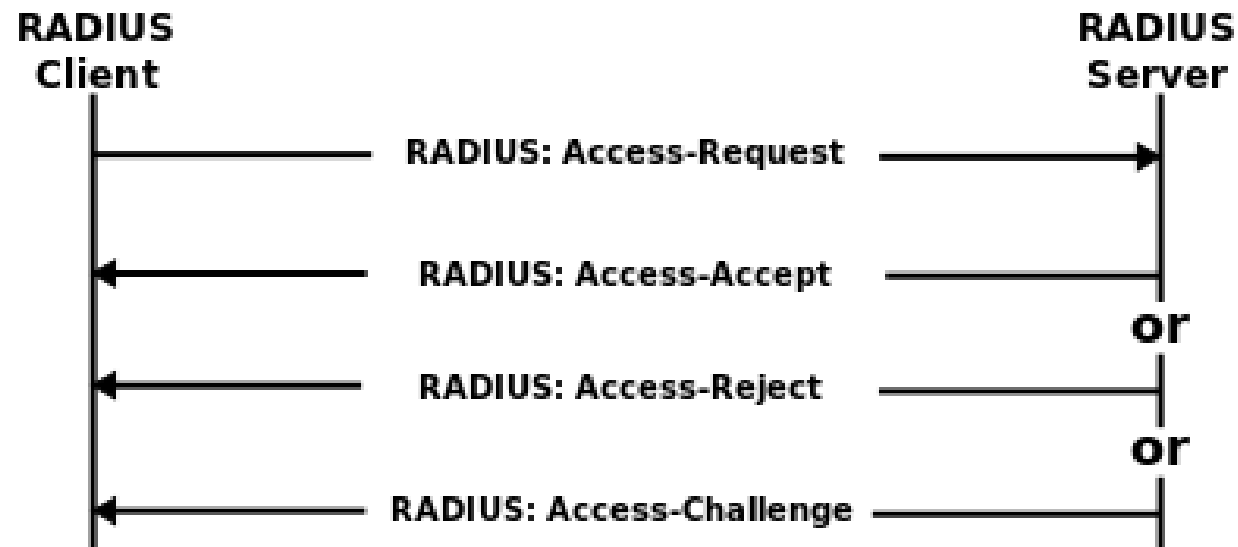 RADIUS
Client
RADIUS
Server
RADIUS: Access-Request
RADIUS: Access-Accept
or
RADIUS: Access-Reject
or
RADIUS: Access-Challenge